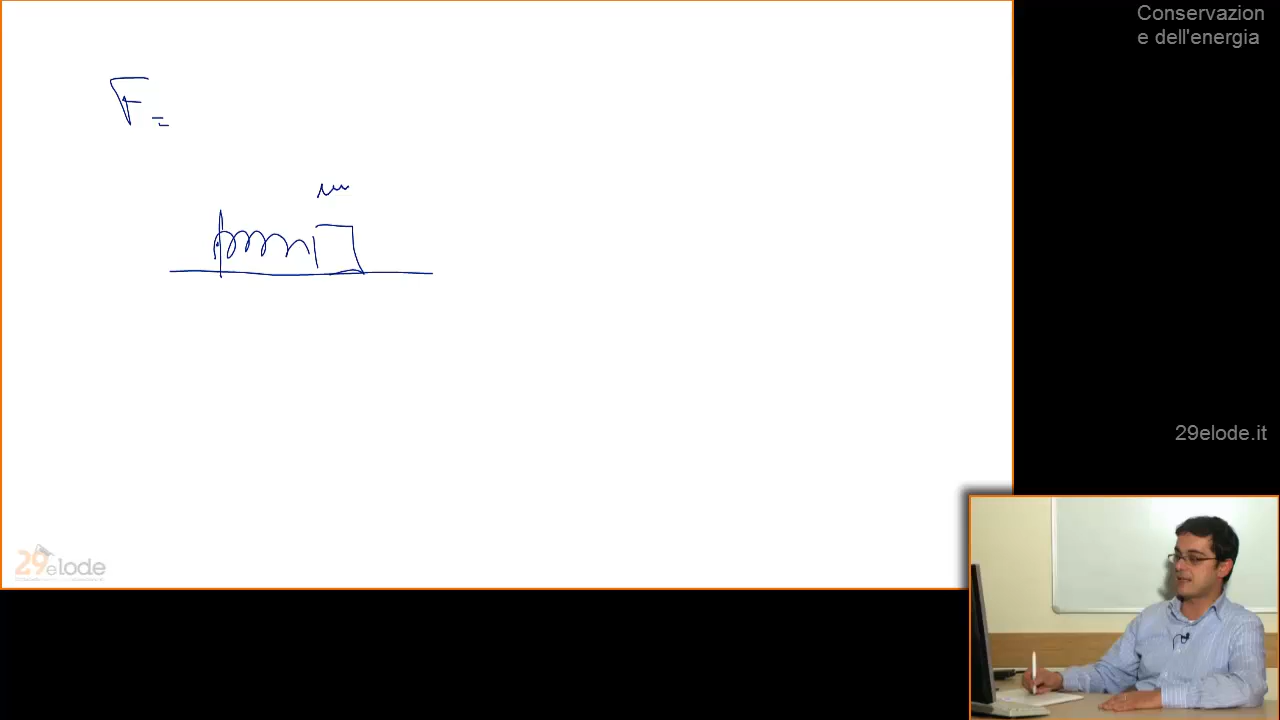 Conservazion
e dell'energia
F =
m
29elode.it
29elode